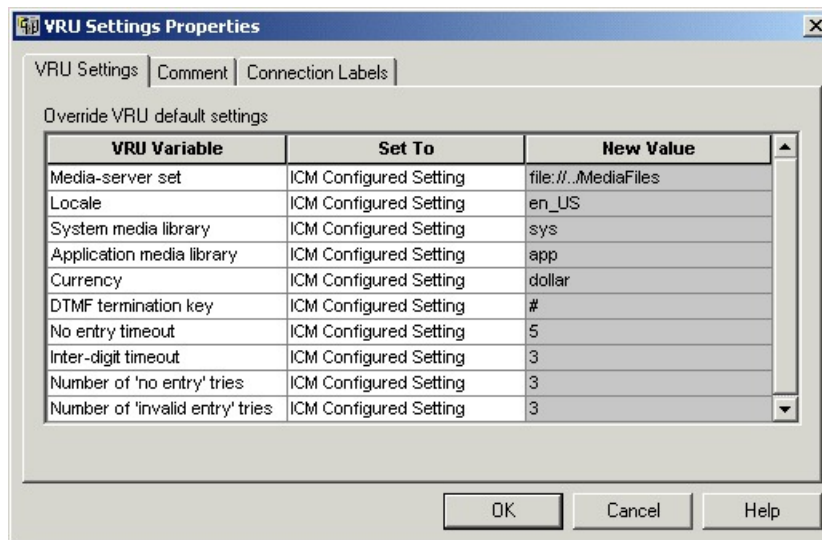 VRU Settings Properties
VRU Settings Comment Connection Labels
Override VRU default settings
VRU Variable Set To New Value
Media-server set ICM Configured Setting file://../MediaFiles
Locale ICM Configured Setting en_US
System media library ICM Configured Setting sys
Application media library ICM Configured Setting app
Currency ICM Configured Setting dollar
DTMF termination key ICM Configured Setting #
No entry timeout ICM Configured Setting 5
Inter-digit timeout ICM Configured Setting 3
Number of 'no entry' tries ICM Configured Setting 3
Number of 'invalid entry' tries ICM Configured Setting 3
OK Cancel Help